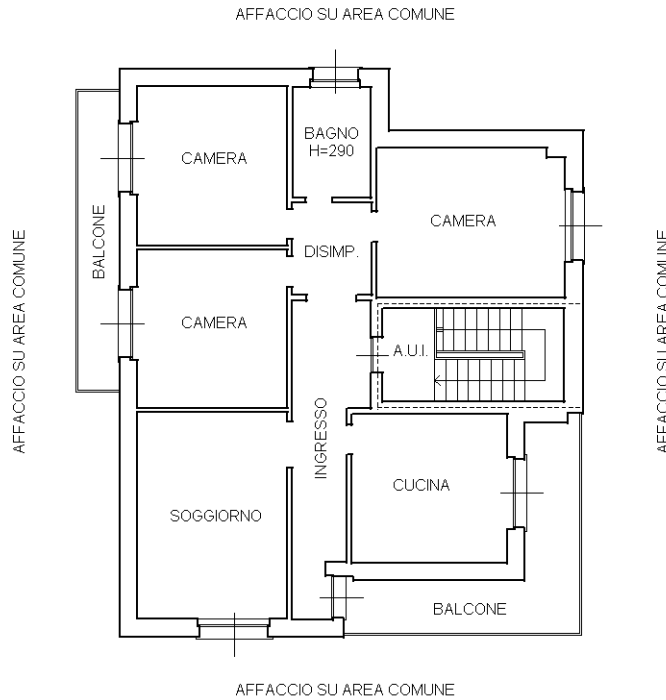 AFFACCIO SU AREA COMUNE
BAGNO
H=290
CAMERA
CAMERA
BALCONE
DISIMP.
AFFACCIO SU AREA COMUNE
AFFACCIO SU AREA COMUNE
CAMERA
A.U.I.
INGRESSO
CUCINA
SOGGIORNO
BALCONE
AFFACCIO SU AREA COMUNE